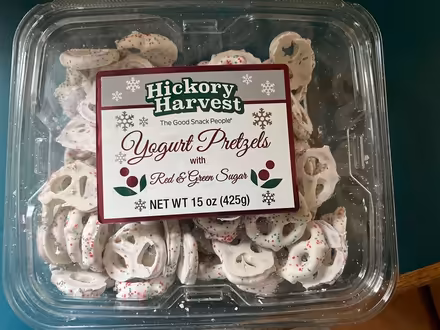 Hickory
Harvest
The Good Snack People®
Yogurt Pretzels
with
Red & Green Sugar
NET WT 15 oz (425g)